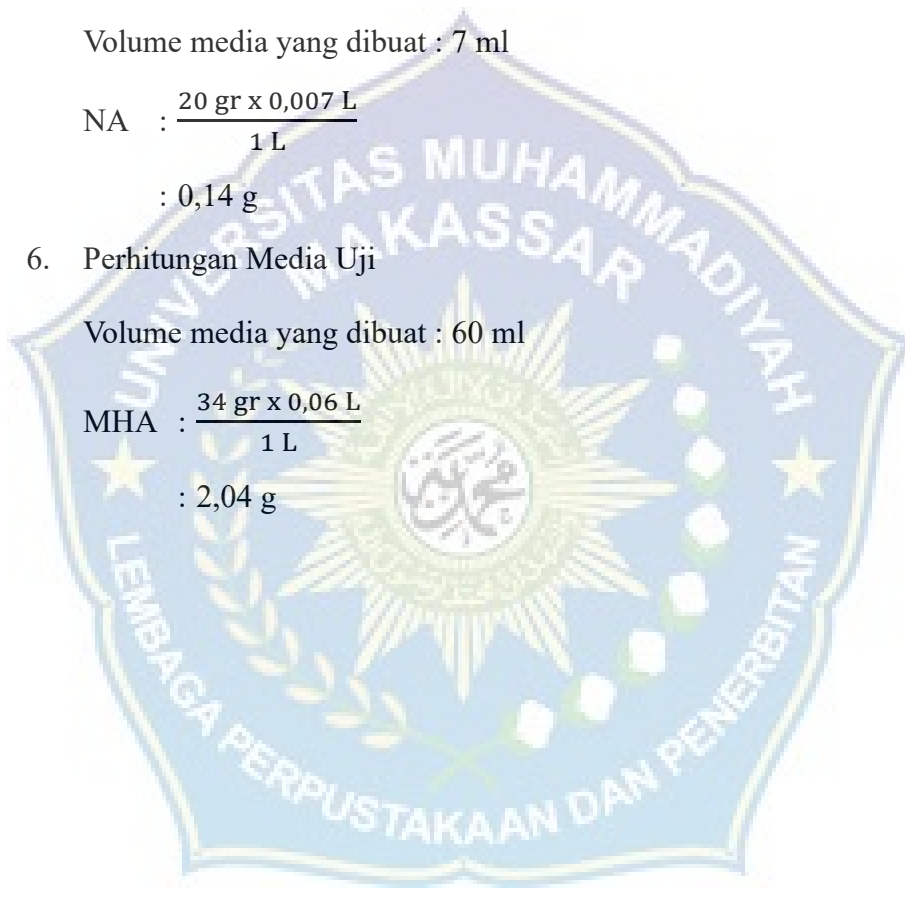 Volume media yang dibuat : 7 ml
NA : 20 gr x 0,007 L
1 L
: 0,14 g
6. Perhitungan Media Uji
Volume media yang dibuat : 60 ml
MHA : 34 gr x 0,06 L
1 L
: 2,04 g
UNIVERSITAS MUHAMMADIYAH
MAKASSAR
LEMBAGA PERPUSTAKAAN DAN PENERBITAN